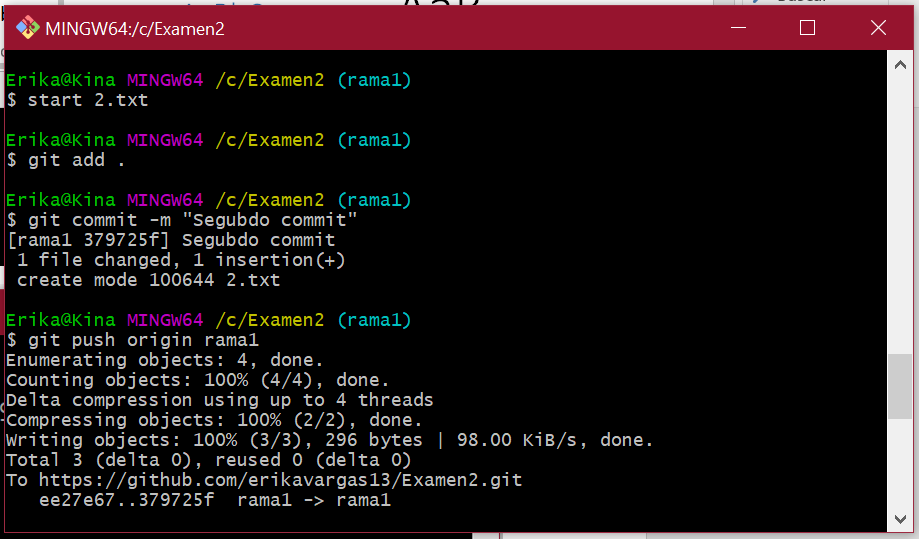 MINGW64:/c/Examen2
Erika@Kina MINGW64 /c/Examen2 (rama1)
$ start 2.txt
Erika@Kina MINGW64 /c/Examen2 (rama1)
$ git add .
Erika@Kina MINGW64 /c/Examen2 (rama1)
$ git commit -m "Segubdo commit"
[rama1 379725f] Segubdo commit
 1 file changed, 1 insertion(+)
 create mode 100644 2.txt
Erika@Kina MINGW64 /c/Examen2 (rama1)
$ git push origin rama1
Enumerating objects: 4, done.
Counting objects: 100% (4/4), done.
Delta compression using up to 4 threads
Compressing objects: 100% (2/2), done.
Writing objects: 100% (3/3), 296 bytes | 98.00 KiB/s, done.
Total 3 (delta 0), reused 0 (delta 0)
To https://github.com/erikavargas13/Examen2.git
   ee27e67..379725f  rama1 -> rama1